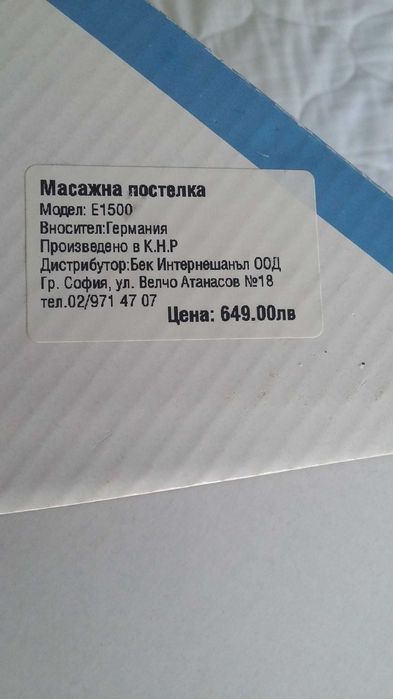 Масажна постелка
Модел: E1500
Вносител:Германия
Произведено в К.Н.Р
Дистрибутор:Бек Интернешанъл ООД
Гр. София, ул. Велчо Атанасов №18
тел.02/971 47 07
Цена: 649.00лв